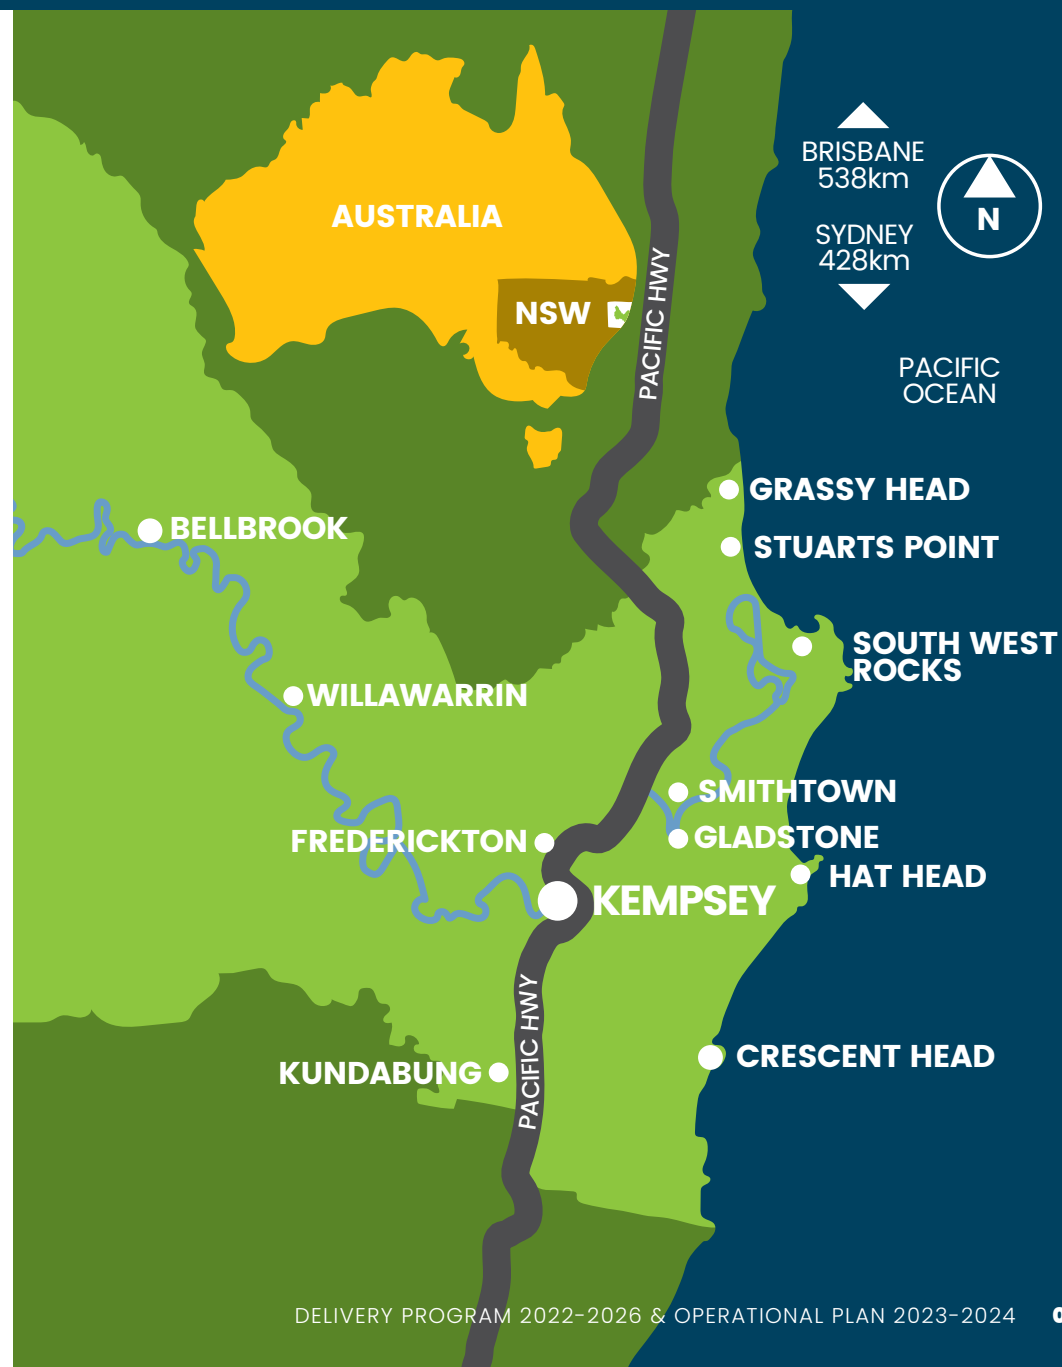 BRISBANE
538km
N
AUSTRALIA
SYDNEY
428km
NSW
PACIFIC HWY
PACIFIC
OCEAN
GRASSY HEAD
BELLBROOK
STUARTS POINT
SOUTH WEST
ROCKS
WILLAWARRIN
SMITHTOWN
FREDERICKTON
GLADSTONE
HAT HEAD
KEMPSEY
PACIFIC HWY
CRESCENT HEAD
KUNDABUNG
DELIVERY PROGRAM 2022-2026 & OPERATIONAL PLAN 2023-2024